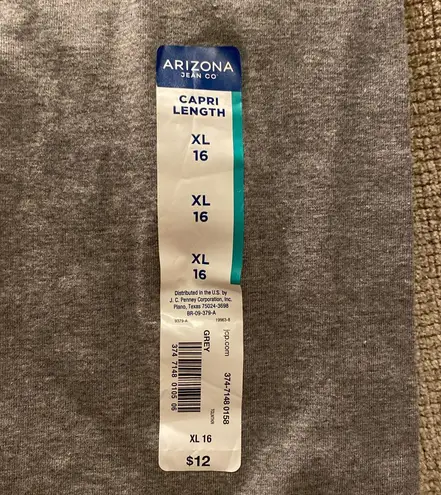 ARIZONA
JEAN CO
CAPRI
LENGTH
XL
16
XL
16
XL
16
Distributed in the U.S. by
J. C. Penney Corporation, Inc.
Plano, Texas 75024-3698
BR-09-379-A
jcp.com
GREY
374-7148 0158
374 7148 0105 06
XL 16
$12